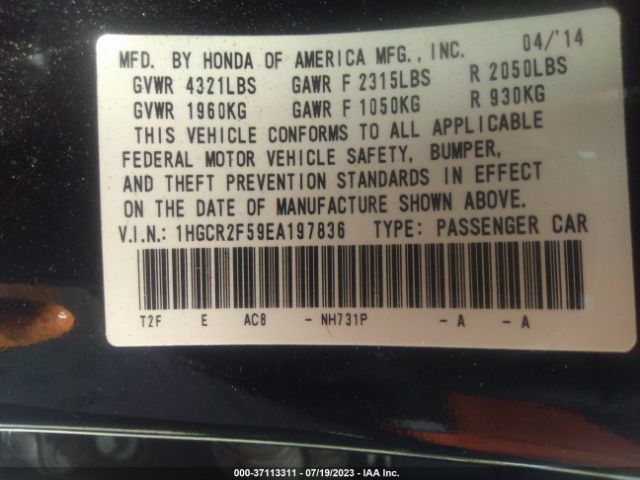 MFD. BY HONDA OF AMERICA MFG., INC. 04/'14
GVWR 4321LBS GAWR F 2315LBS R 2050LBS
GVWR 1960KG GAWR F 1050KG R 930KG
THIS VEHICLE CONFORMS TO ALL APPLICABLE
FEDERAL MOTOR VEHICLE SAFETY, BUMPER,
AND THEFT PREVENTION STANDARDS IN EFFECT
ON THE DATE OF MANUFACTURE SHOWN ABOVE.
V.I.N.: 1HGCR2F59EA197836 TYPE: PASSENGER CAR
T2F E AC8 - NH731P - A - A
000-37113311 - 07/19/2023 - IAA Inc.